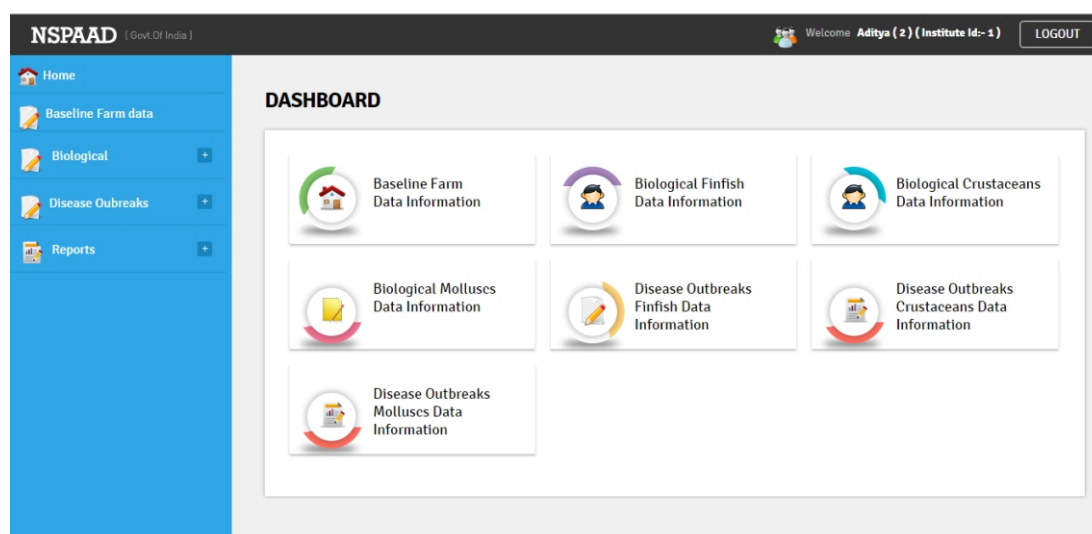 NSPAAD ( Govt.Of India )
Welcome Aditya ( 2 ) ( Institute Id:- 1 ) LOGOUT
Home
Baseline Farm data
Biological +
Disease Oubreaks +
Reports +
DASHBOARD
Baseline Farm
Data Information
Biological Finfish
Data Information
Biological Crustaceans
Data Information
Biological Molluscs
Data Information
Disease Outbreaks
Finfish Data
Information
Disease Outbreaks
Crustaceans Data
Information
Disease Outbreaks
Molluscs Data
Information